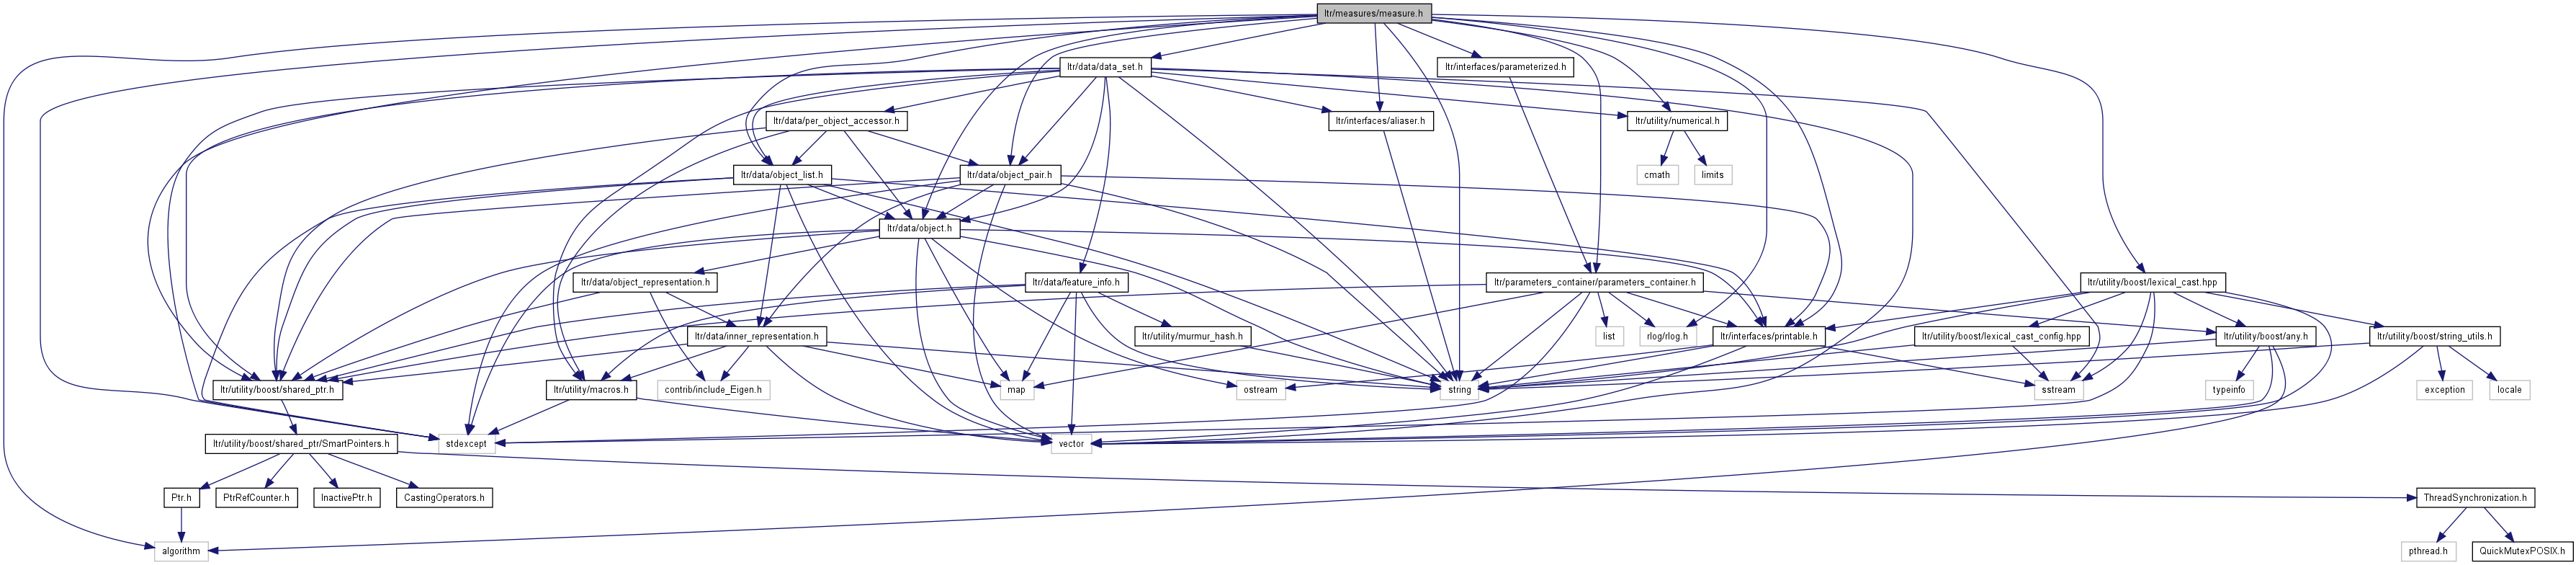 ltr/measures/measure.h
ltr/data/data_set.h
ltr/interfaces/parameterized.h
ltr/data/per_object_accessor.h
ltr/interfaces/aliaser.h
ltr/utility/numerical.h
ltr/data/object_list.h
ltr/data/object_pair.h
cmath
limits
ltr/data/object.h
ltr/data/object_representation.h
ltr/data/feature_info.h
ltr/parameters_container/parameters_container.h
ltr/utility/boost/lexical_cast.hpp
ltr/data/inner_representation.h
ltr/utility/murmur_hash.h
list
rlog/rlog.h
ltr/interfaces/printable.h
ltr/utility/boost/lexical_cast_config.hpp
ltr/utility/boost/any.h
ltr/utility/boost/string_utils.h
ltr/utility/boost/shared_ptr.h
ltr/utility/macros.h
contrib/include_Eigen.h
map
ostream
string
sstream
typeinfo
exception
locale
ltr/utility/boost/shared_ptr/SmartPointers.h
stdexcept
vector
Ptr.h
PtrRefCounter.h
InactivePtr.h
CastingOperators.h
ThreadSynchronization.h
algorithm
pthread.h
QuickMutexPOSIX.h